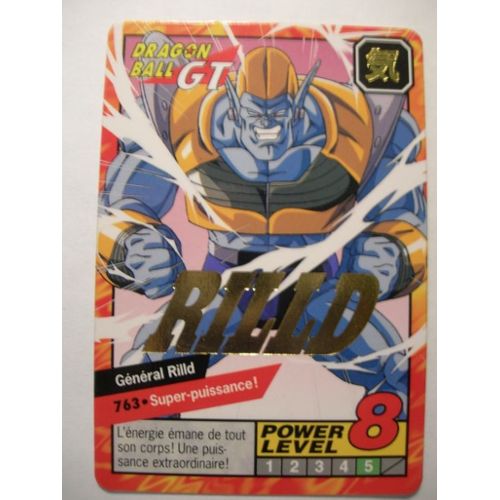 DRAGON
BALL GT
気
RILLD
Général Rilld
763•Super-puissance!
L'énergie émane de tout
son corps! Une puis-
sance extraordinaire!
POWER
LEVEL 8
1 2 3 4 5